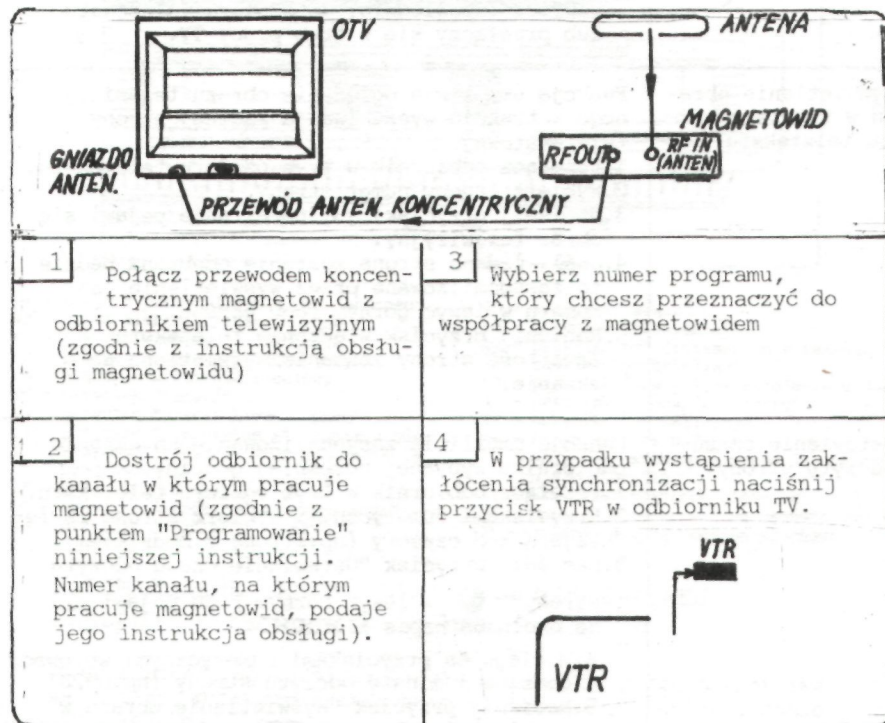 OTV
ANTENA
MAGNETOWID
RF OUT
RF IN
(ANTEN)
GNIAZDO
ANTEN.
PRZEWÓD ANTEN. KONCENTRYCZNY
1
Połącz przewodem koncen-
trycznym magnetowid z
odbiornikiem telewizyjnym
(zgodnie z instrukcją obsłu-
gi magnetowidu)
2
Dostrój odbiornik do
kanału w którym pracuje
magnetowid (zgodnie z
punktem "Programowanie"
niniejszej instrukcji.
Numer kanału, na którym
pracuje magnetowid, podaje
jego instrukcja obsługi).
3
Wybierz numer programu,
który chcesz przeznaczyć do
współpracy z magnetowidem
4
W przypadku wystąpienia zak-
łócenia synchronizacji naciśnij
przycisk VTR w odbiorniku TV.
VTR
VTR